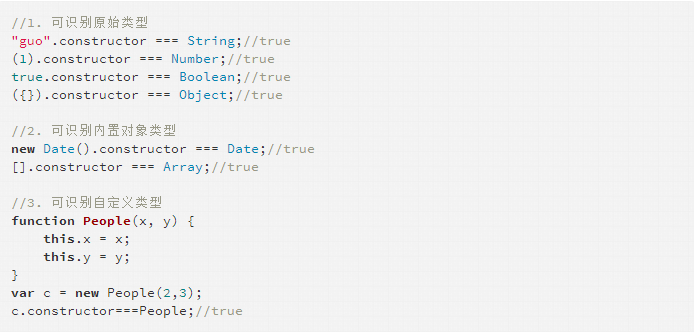 //1. 可识别原始类型
"guo".constructor === String;//true
(1).constructor === Number;//true
true.constructor === Boolean;//true
({}).constructor === Object;//true
//2. 可识别内置对象类型
new Date().constructor === Date;//true
[].constructor === Array;//true
//3. 可识别自定义类型
function People(x, y) {
    this.x = x;
    this.y = y;
}
var c = new People(2,3);
c.constructor===People;//true